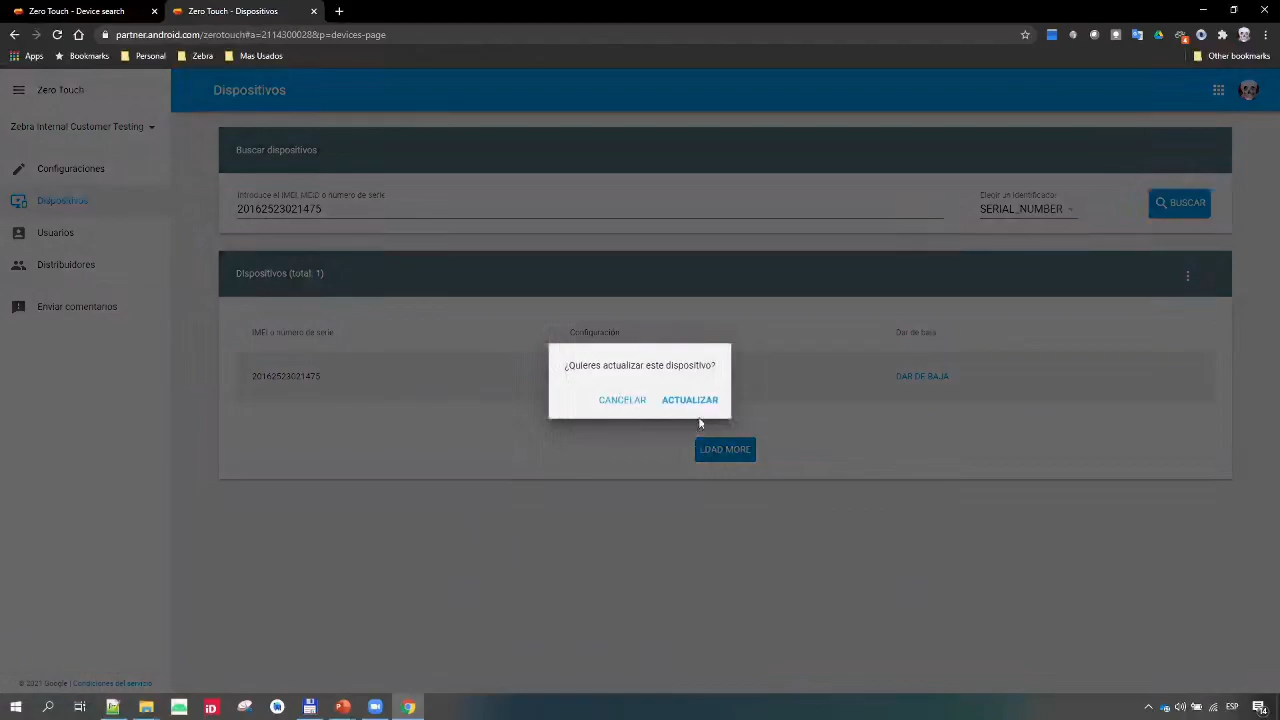 Zero Touch - Device search
Zero Touch - Dispositivos
partner.android.com/zerotouch#a=2114300028&p=devices-page
Apps
Bookmarks
Personal
Zebra
Mas Usados
Other bookmarks
Zero Touch
Dispositivos
Zebra Internal Customer Testing
Configuraciones
Dispositivos
Usuarios
Distribuidores
Enviar comentarios
Buscar dispositivos
Introduce el IMEI, MEID o número de serie
20162523021475
Elegir un identificador
SERIAL_NUMBER
BUSCAR
Dispositivos (total: 1)
IMEI o número de serie
Configuración
Dar de baja
20162523021475
DAR DE BAJA
¿Quieres actualizar este dispositivo?
CANCELAR
ACTUALIZAR
LOAD MORE
© 2021 Google | Condiciones del servicio
iD
ESP